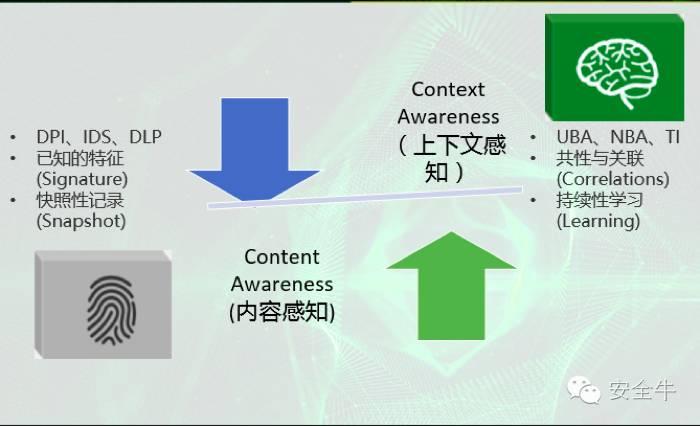 • DPI、IDS、DLP
• 已知的特征
(Signature)
• 快照性记录
(Snapshot)
Context
Awareness
（上下文感
知）
• UBA、NBA、TI
• 共性与关联
(Correlations)
• 持续性学习
(Learning)
Content
Awareness
(内容感知)
安全牛